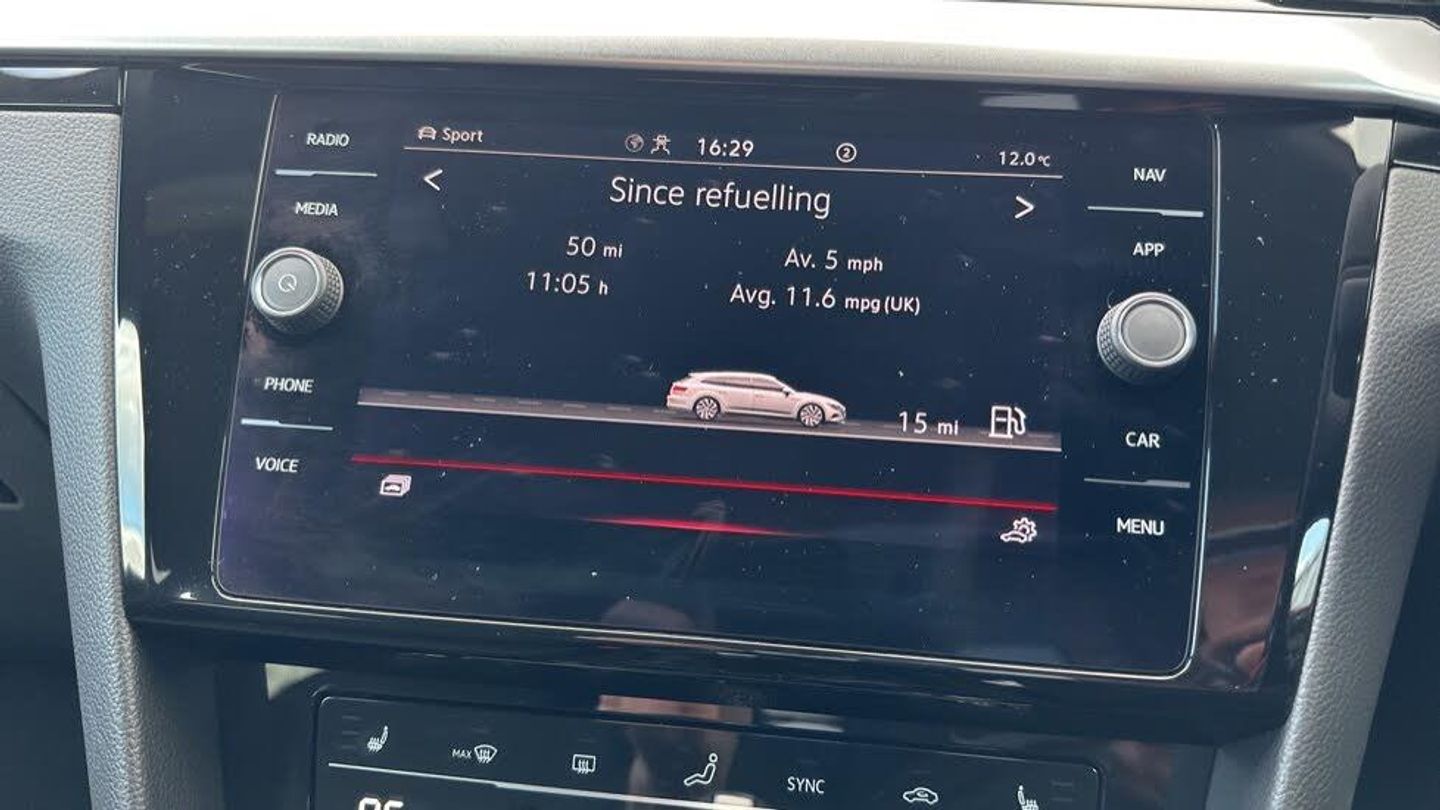 RADIO
MEDIA
PHONE
VOICE
Sport
16:29
2
12.0°C
< Since refuelling >
50 mi
Av. 5 mph
11:05 h
Avg. 11.6 mpg (UK)
15 mi
NAV
APP
CAR
MENU
MAX
SYNC